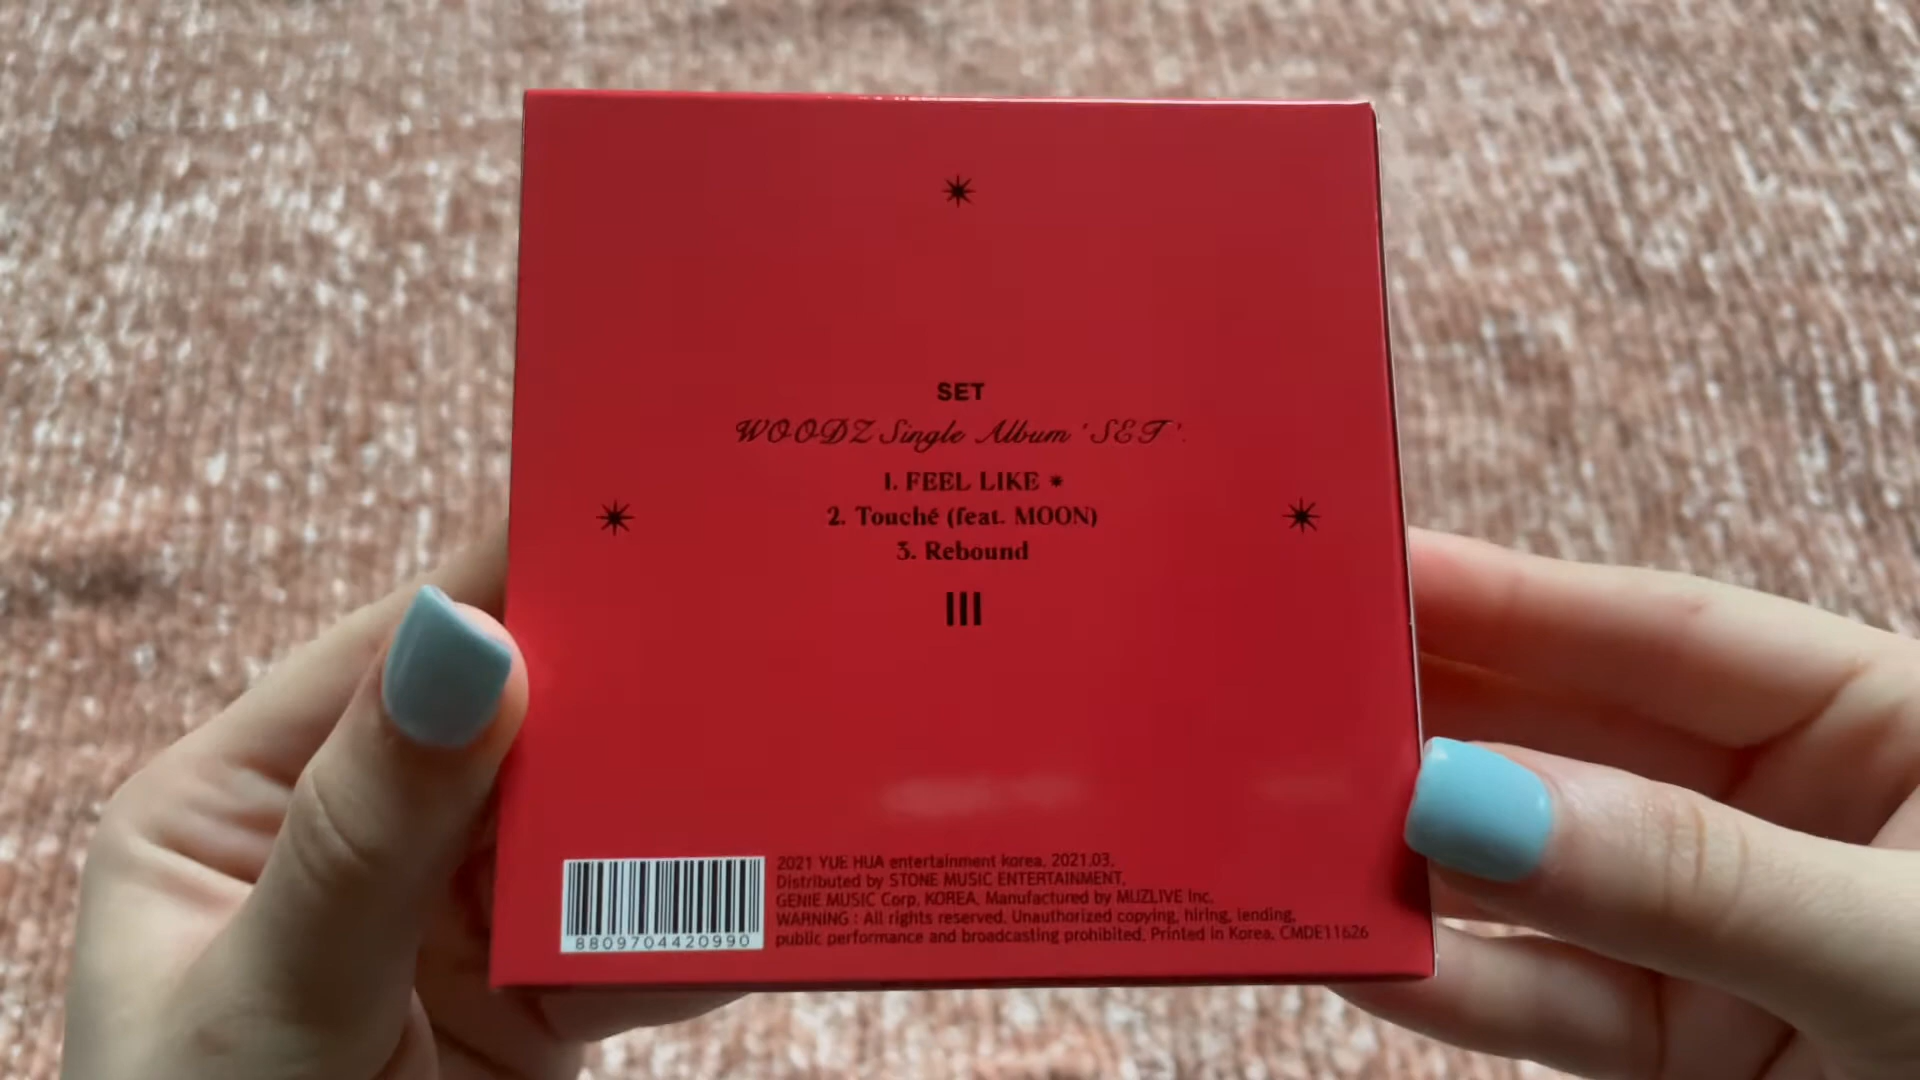 SET
WOODZ Single Album 'SET'.
1. FEEL LIKE *
2. Touché (feat. MOON)
3. Rebound
III
2021 YUE HUA entertainment korea, 2021.03.
Distributed by STONE MUSIC ENTERTAINMENT,
GENIE MUSIC Corp, KOREA, Manufactured by MUZLIVE Inc.
WARNING : All rights reserved. Unauthorized copying, hiring, lending,
public performance and broadcasting prohibited. Printed in Korea. CMDE11626
8809704420990